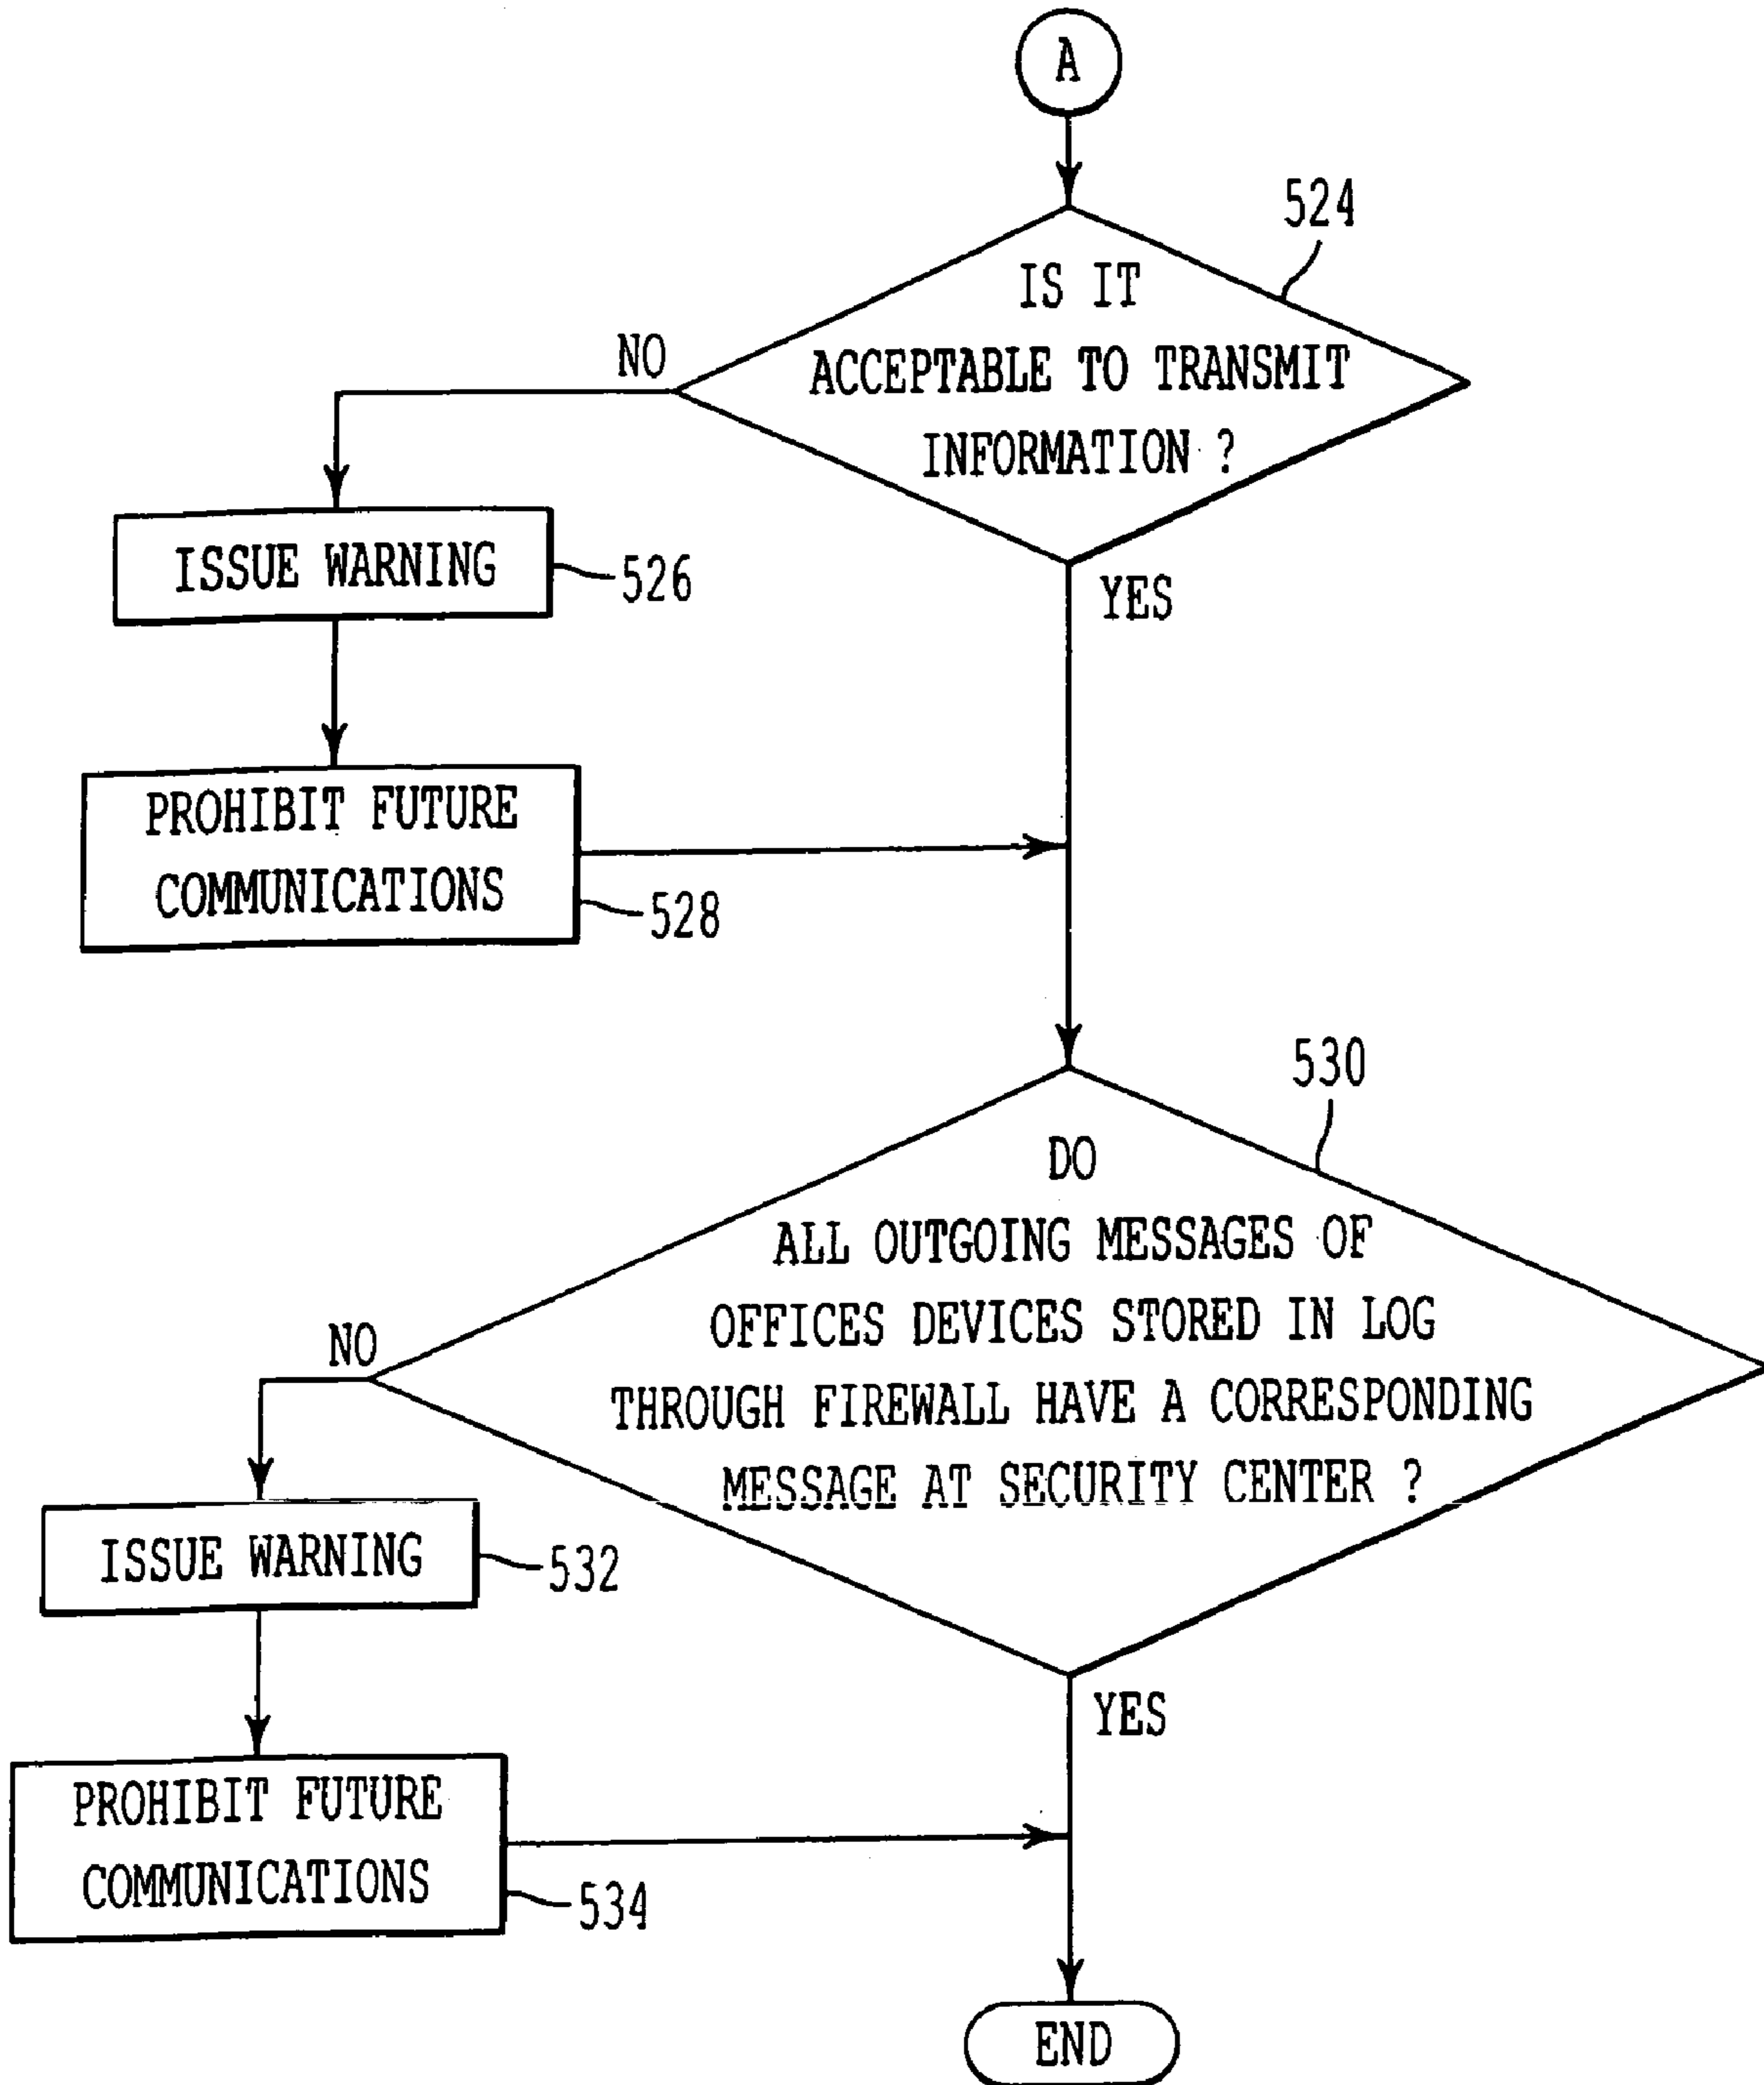 A
524
IS IT
ACCEPTABLE TO TRANSMIT
INFORMATION ?
NO
YES
ISSUE WARNING
526
PROHIBIT FUTURE
COMMUNICATIONS
528
530
DO
ALL OUTGOING MESSAGES OF
OFFICES DEVICES STORED IN LOG
THROUGH FIREWALL HAVE A CORRESPONDING
MESSAGE AT SECURITY CENTER ?
NO
YES
ISSUE WARNING
532
PROHIBIT FUTURE
COMMUNICATIONS
534
END